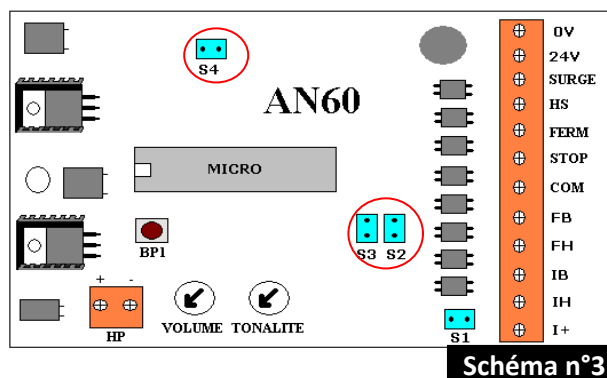 S4
AN60
MICRO
BP1
S3 S2
+ -
HP
VOLUME TONALITE
S1
0V
24V
SURGE
HS
FERM
STOP
COM
FB
FH
IB
IH
I+
Schéma n°3